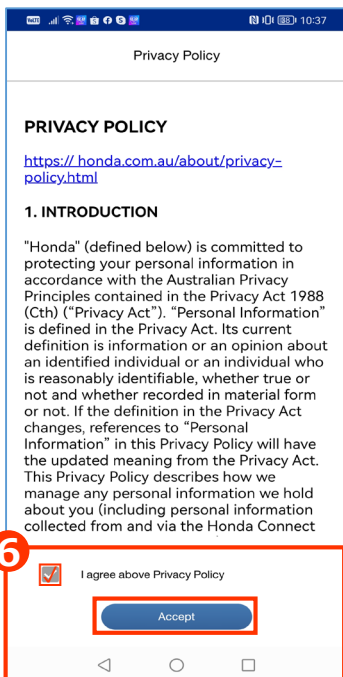 10:37
Privacy Policy
PRIVACY POLICY
https:// honda.com.au/about/privacy-
policy.html
1. INTRODUCTION
"Honda" (defined below) is committed to
protecting your personal information in
accordance with the Australian Privacy
Principles contained in the Privacy Act 1988
(Cth) ("Privacy Act"). "Personal Information"
is defined in the Privacy Act. Its current
definition is information or an opinion about
an identified individual or an individual who
is reasonably identifiable, whether true or
not and whether recorded in material form
or not. If the definition in the Privacy Act
changes, references to “Personal
Information” in this Privacy Policy will have
the updated meaning from the Privacy Act.
This Privacy Policy describes how we
manage any personal information we hold
about you (including personal information
collected from and via the Honda Connect
6
I agree above Privacy Policy
Accept